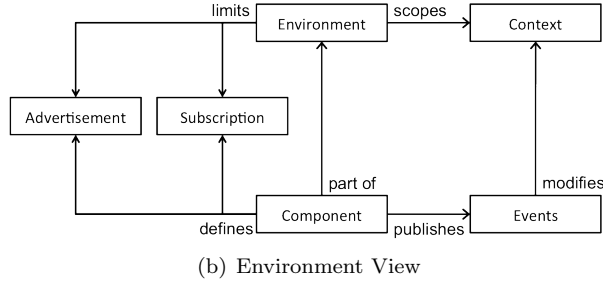 limits
Environment
scopes
Context
Advertisement
Subscription
part of
modifies
defines
Component
publishes
Events
(b) Environment View